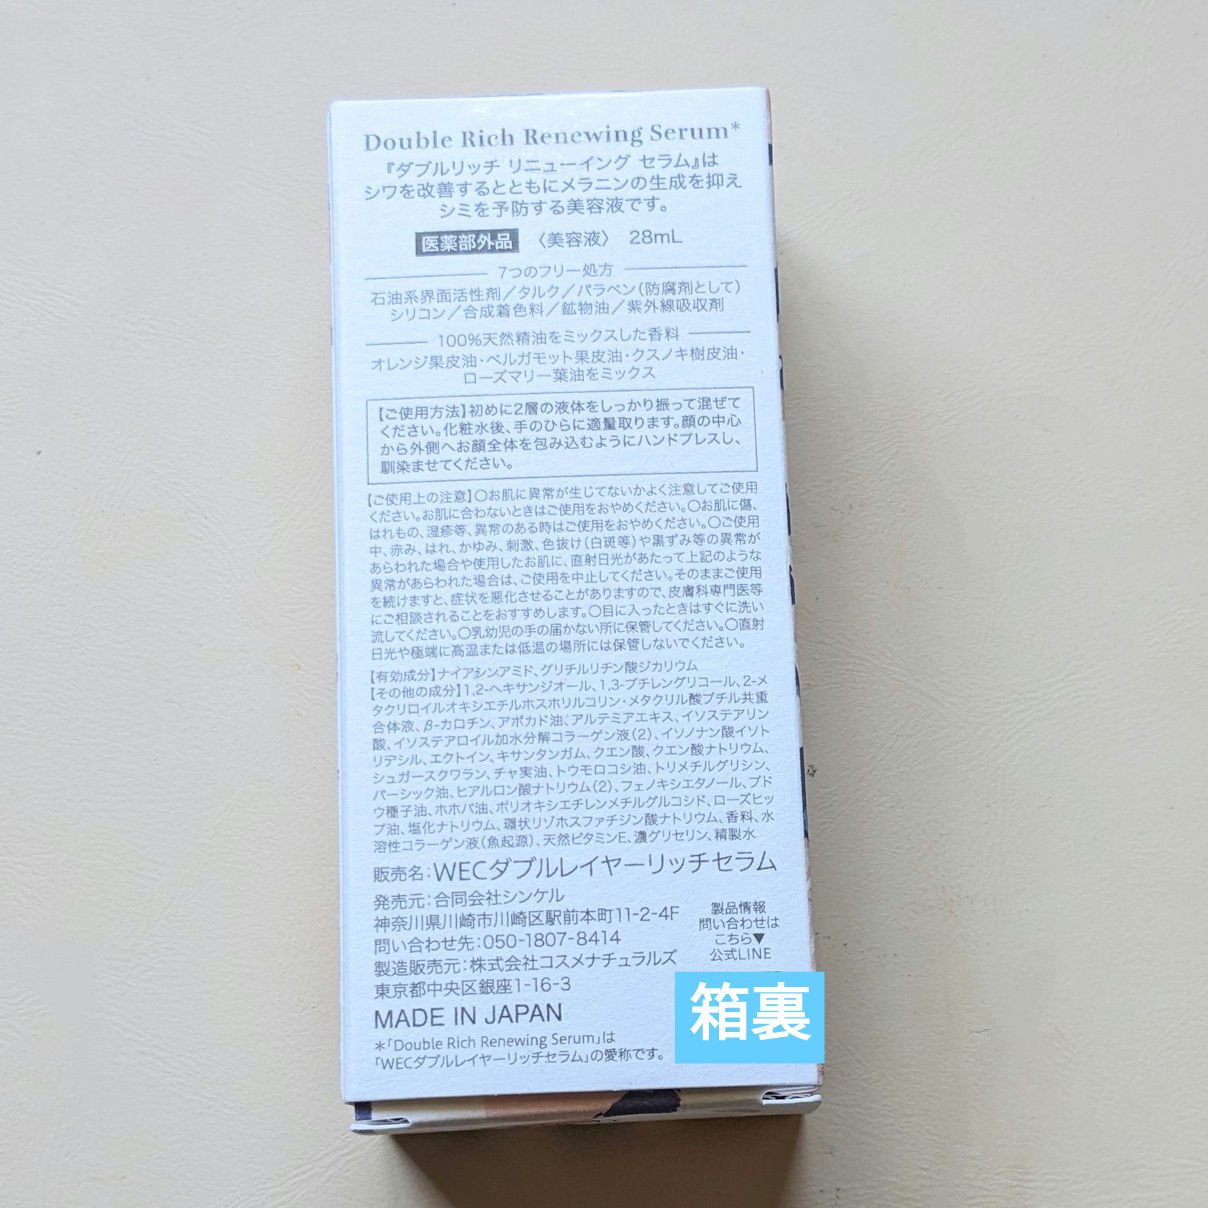 Double Rich Renewing Serum*
『ダブルリッチ リニューイング セラム』は
シワを改善するとともにメラニンの生成を抑え
シミを予防する美容液です。
医薬部外品 〈美容液〉 28mL
7つのフリー処方
石油系界面活性剤／タルク／パラベン(防腐剤として)
シリコン／合成着色料／鉱物油／紫外線吸収剤
100%天然精油をミックスした香料
オレンジ果皮油・ベルガモット果皮油・クスノキ樹皮油・
ローズマリー葉油をミックス
【ご使用方法】初めに2層の液体をしっかり振って混ぜて
ください。化粧水後、手のひらに適量取ります。顔の中心
から外側へお顔全体を包み込むようにハンドプレスし、
馴染ませてください。
【ご使用上の注意】〇お肌に異常が生じてないかよく注意してご使用
ください。お肌に合わないときはご使用をおやめください。〇お肌に傷、
はれもの、湿疹等、異常のある時はご使用をおやめください。〇ご使用
中、赤み、はれ、かゆみ、刺激、色抜け(白斑等)や黒ずみ等の異常が
あらわれた場合や使用したお肌に、直射日光があたって上記のような
異常があらわれた場合は、ご使用を中止してください。そのままご使用
を続けますと、症状を悪化させることがありますので、皮膚科専門医等
にご相談されることをおすすめします。〇目に入ったときはすぐに洗い
流してください。〇乳幼児の手の届かない所に保管してください。〇直射
日光や極端に高温または低温の場所には保管しないでください。
【有効成分】ナイアシンアミド、グリチルリチン酸ジカリウム
【その他の成分】1,2-ヘキサンジオール、1,3-ブチレングリコール、2-メ
タクリロイルオキシエチルホスホリルコリン・メタクリル酸ブチル共重
合体液、β-カロチン、アボカド油、アルテミアエキス、イソステアリン
酸、イソステアロイル加水分解コラーゲン液(2)、イソノナン酸イソト
リデシル、エクトイン、キサンタンガム、クエン酸、クエン酸ナトリウム、
シュガースクワラン、チャ実油、トウモロコシ油、トリメチルグリシン、
パーシック油、ヒアルロン酸ナトリウム(2)、フェノキシエタノール、ブド
ウ種子油、ホホバ油、ポリオキシエチレンメチルグルコシド、ローズヒッ
プ油、塩化ナトリウム、環状リゾホスファチジン酸ナトリウム、香料、水
溶性コラーゲン液(魚起源)、天然ビタミンE、濃グリセリン、精製水
販売名：WECダブルレイヤーリッチセラム
発売元：合同会社シンケル
神奈川県川崎市川崎区駅前本町11-2-4F
問い合わせ先：050-1807-8414
製造販売元：株式会社コスメナチュラルズ
東京都中央区銀座1-16-3
MADE IN JAPAN
＊「Double Rich Renewing Serum」は
「WECダブルレイヤーリッチセラム」の愛称です。
製品情報
問い合わせは
こちら▼
公式LINE
箱裏